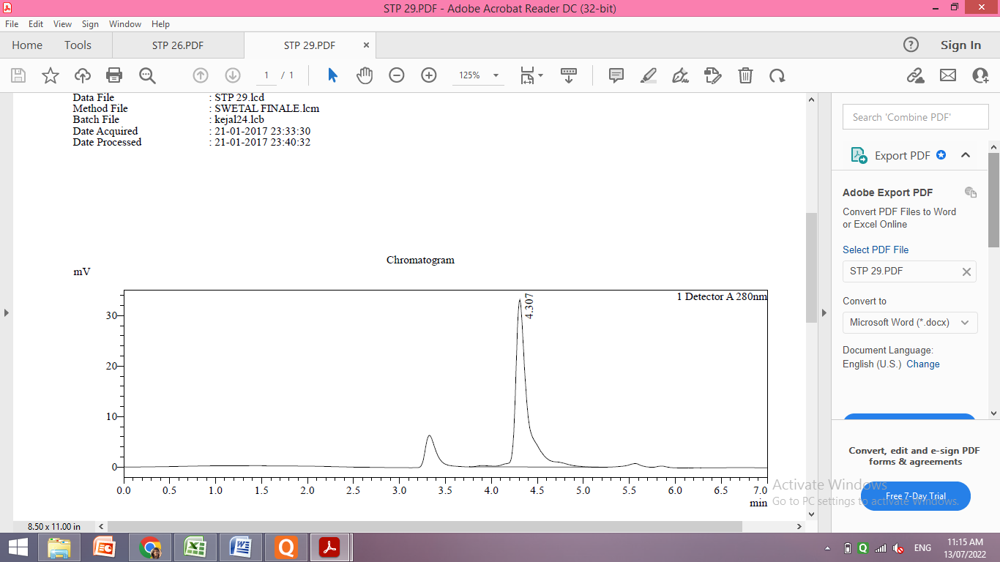 STP 29.PDF - Adobe Acrobat Reader DC (32-bit)
File Edit View Sign Window Help
Home Tools STP 26.PDF STP 29.PDF ×
? Sign In
1 / 1 125%
Data File : STP 29.lcd
Method File : SWETAL FINALE.lcm
Batch File : kejal24.lcb
Date Acquired : 21-01-2017 23:33:30
Date Processed : 21-01-2017 23:40:32
Chromatogram
mV
1 Detector A 280nm
4.307
30
20
10
0
0.0 0.5 1.0 1.5 2.0 2.5 3.0 3.5 4.0 4.5 5.0 5.5 6.0 6.5 7.0
min
8.50 x 11.00 in
Search 'Combine PDF'
Export PDF
Adobe Export PDF
Convert PDF Files to Word
or Excel Online
Select PDF File
STP 29.PDF
Convert to
Microsoft Word (*.docx)
Document Language:
English (U.S.) Change
Convert, edit and e-sign PDF
forms & agreements
Free 7-Day Trial
Activate Windows
Go to PC settings to activate Windows.
ENG
11:15 AM
13/07/2022